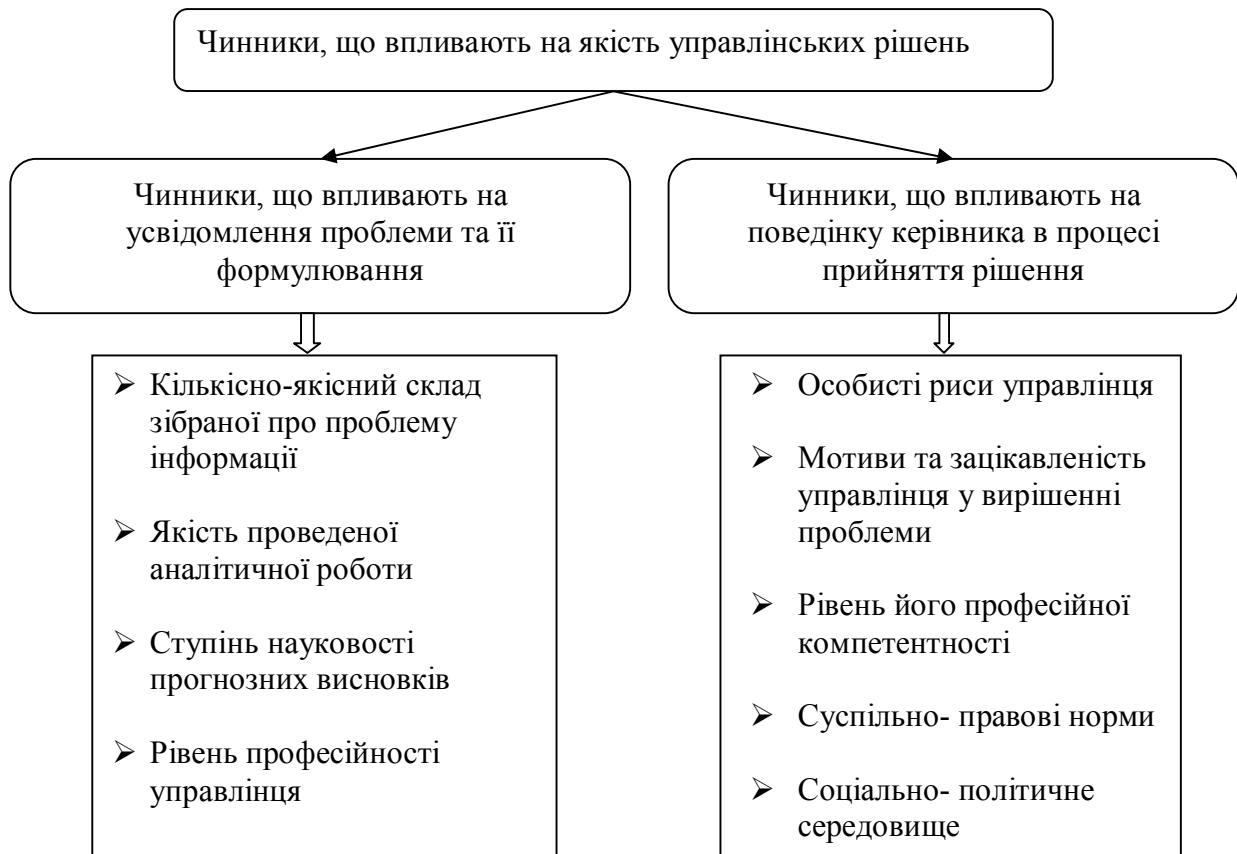 Чинники, що впливають на якість управлінських рішень
Чинники, що впливають на
усвідомлення проблеми та її
формулювання
Чинники, що впливають на
поведінку керівника в процесі
прийняття рішення
➢ Кількісно-якісний склад
зібраної про проблему
інформації
➢ Якість проведеної
аналітичної роботи
➢ Ступінь науковості
прогнозних висновків
➢ Рівень професійності
управлінця
➢ Особисті риси управлінця
➢ Мотиви та зацікавленість
управлінця у вирішенні
проблеми
➢ Рівень його професійної
компетентності
➢ Суспільно- правові норми
➢ Соціально- політичне
середовище